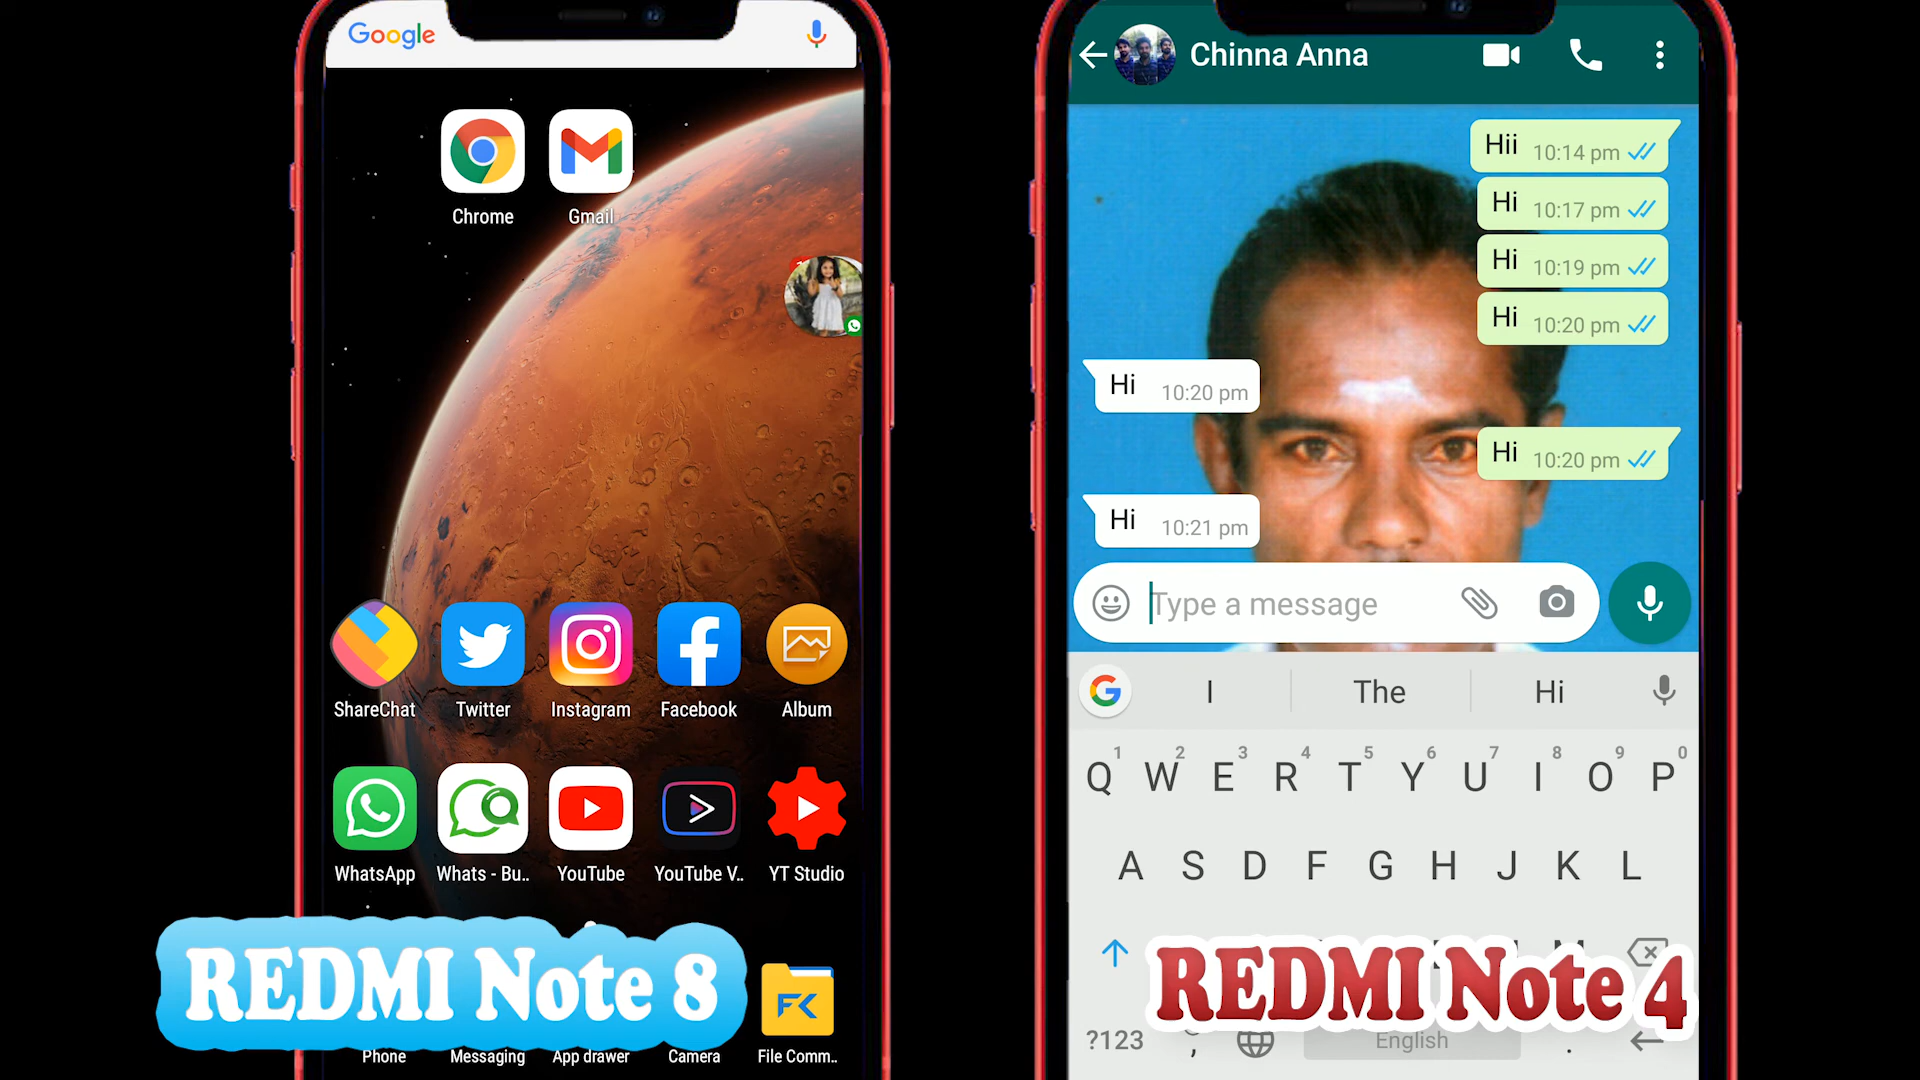 Google
Chrome
Gmail
ShareChat
Twitter
Instagram
Facebook
Album
WhatsApp
Whats - Bu..
YouTube
YouTube V..
YT Studio
REDMI Note 8
FK
Phone
Messaging
App drawer
Camera
File Comm..
Chinna Anna
Hii 10:14 pm
Hi 10:17 pm
Hi 10:19 pm
Hi 10:20 pm
Hi 10:20 pm
Hi 10:20 pm
Hi 10:21 pm
Type a message
G I The Hi
1 2 3 4 5 6 7 8 9 0
Q W E R T Y U I O P
A S D F G H J K L
REDMI Note 4
?123 , English .